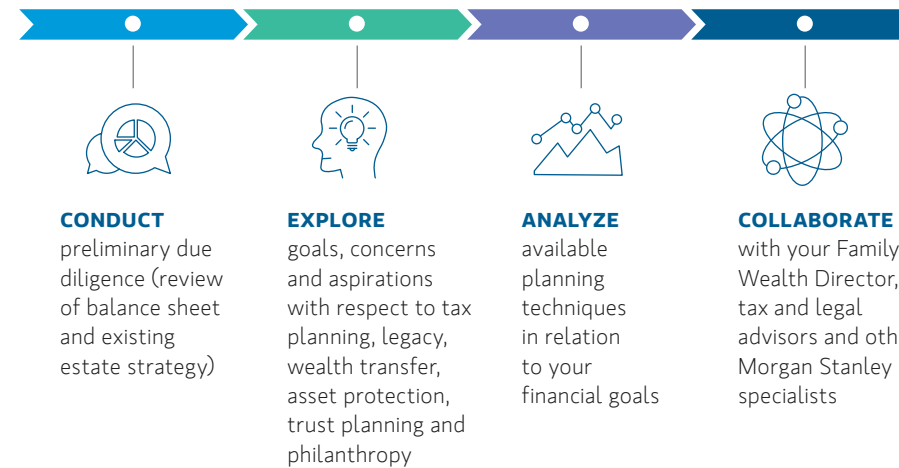 CONDUCT
preliminary due
diligence (review
of balance sheet
and existing
estate strategy)
EXPLORE
goals, concerns
and aspirations
with respect to tax
planning, legacy,
wealth transfer,
asset protection,
trust planning and
philanthropy
ANALYZE
available
planning
techniques
in relation
to your
financial goals
COLLABORATE
with your Family
Wealth Director,
tax and legal
advisors and oth
Morgan Stanley
specialists